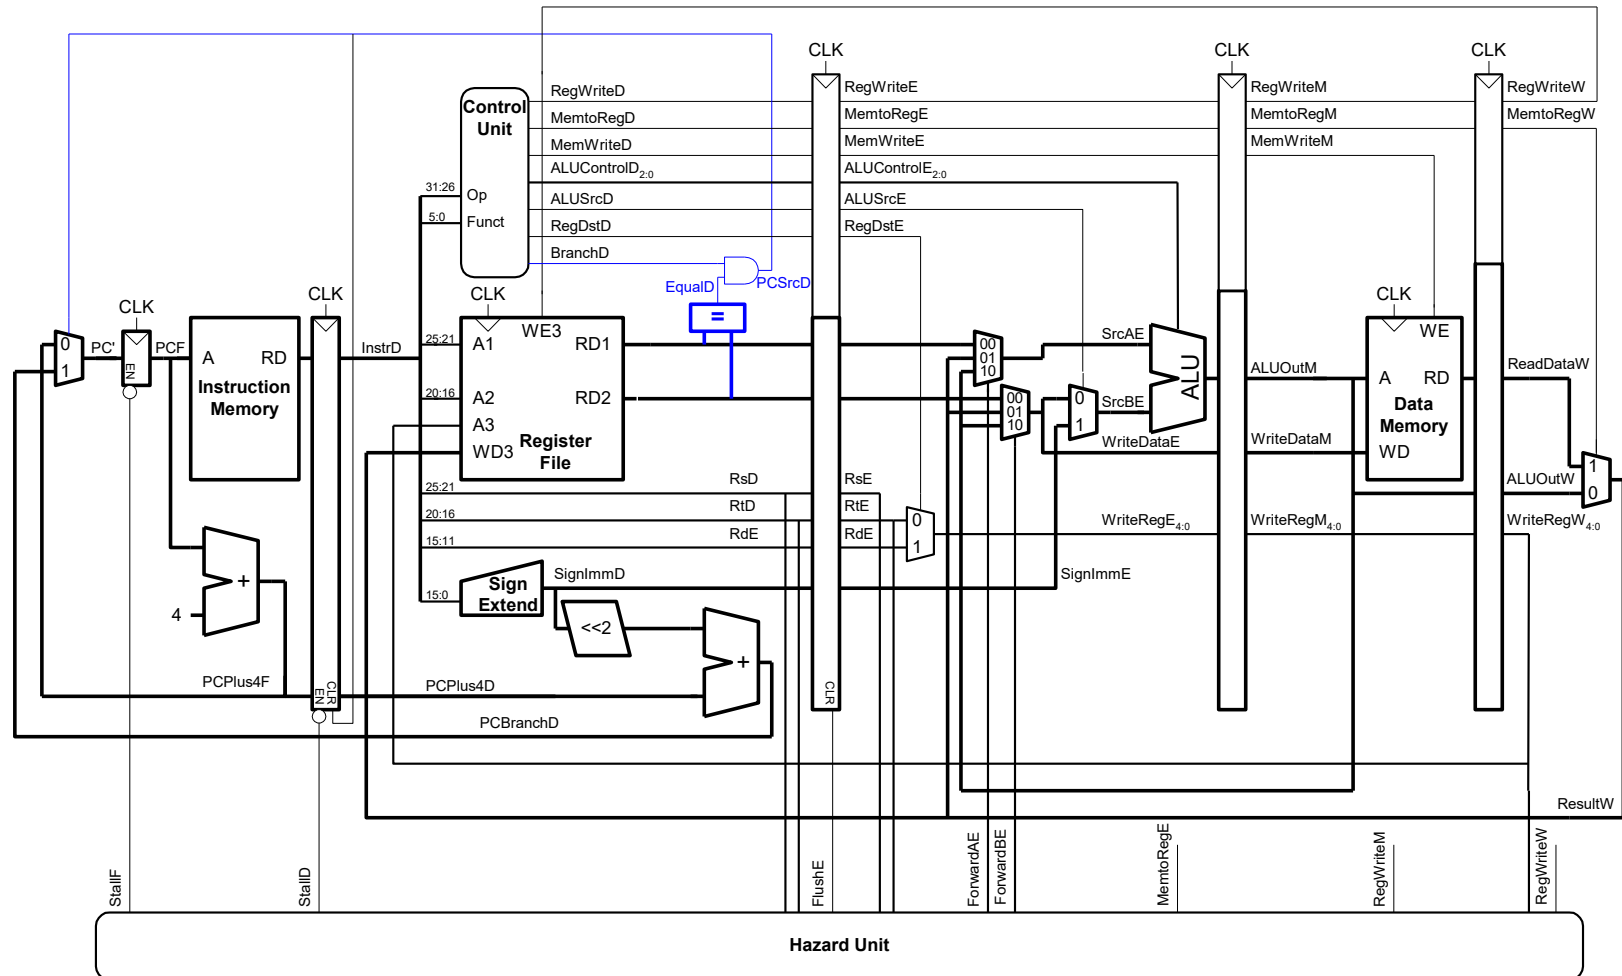 CLK
CLK
CLK
Control
Unit
RegWriteD
MemtoRegD
MemWriteD
ALUControlD2:0
ALUSrcD
RegDstD
BranchD
31:26
Op
5:0
Funct
RegWriteE
MemtoRegE
MemWriteE
ALUControlE2:0
ALUSrcE
RegDstE
RegWriteM
MemtoRegM
MemWriteM
RegWriteW
MemtoRegW
EqualD
PCSrcD
=
CLK
CLK
CLK
CLK
0
1
PC'
EN
PCF
A
RD
Instruction
Memory
InstrD
25:21
A1
WE3
RD1
20:16
A2
RD2
A3
WD3
Register
File
00
01
10
00
01
10
0
1
SrcAE
SrcBE
ALU
WriteDataE
ALUOutM
WriteDataM
WE
A
RD
Data
Memory
WD
ReadDataW
1
0
ALUOutW
25:21
RsD
RsE
20:16
RtD
RtE
15:11
RdE
RdE
0
1
WriteRegE4:0
WriteRegM4:0
WriteRegW4:0
15:0
Sign
Extend
SignImmD
SignImmE
<<2
+
4
+
PCPlus4F
EN
CLR
PCPlus4D
CLR
PCBranchD
ResultW
StallF
StallD
FlushE
ForwardAE
ForwardBE
MemtoRegE
RegWriteM
RegWriteW
Hazard Unit